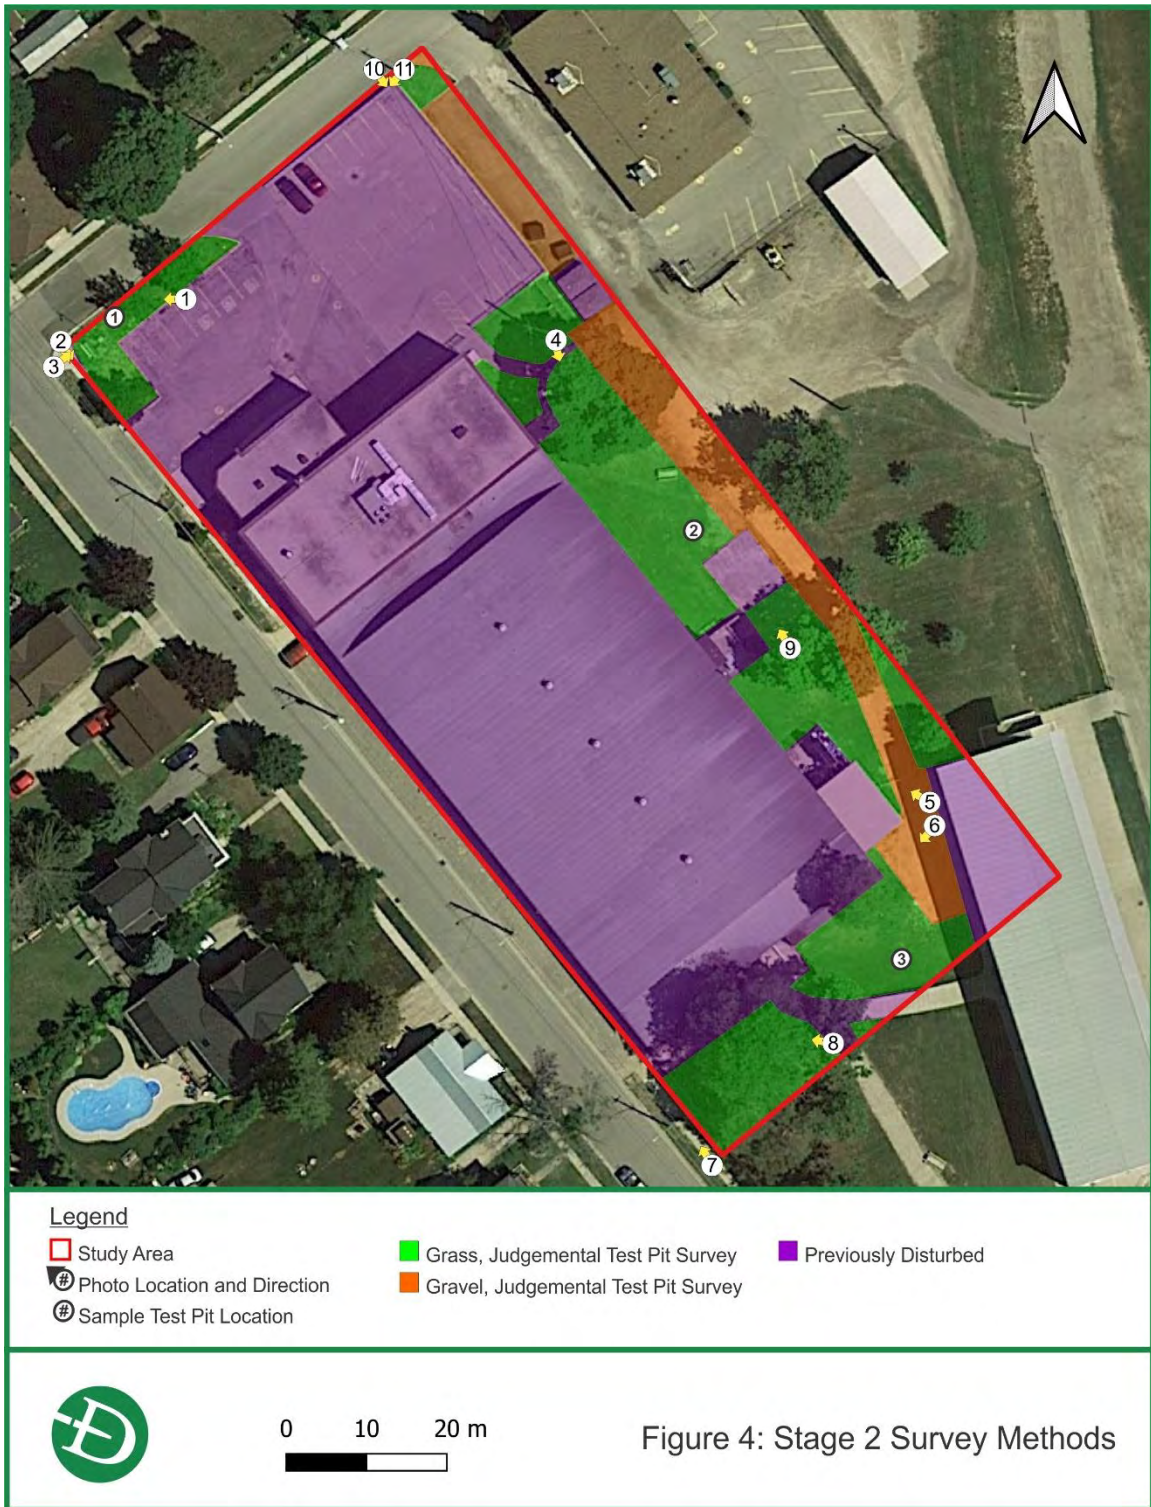 10 11
1
1
2
3
4
2
9
5
6
3
8
7
Legend
Study Area
# Photo Location and Direction
# Sample Test Pit Location
Grass, Judgemental Test Pit Survey
Gravel, Judgemental Test Pit Survey
Previously Disturbed
0 10 20 m
Figure 4: Stage 2 Survey Methods